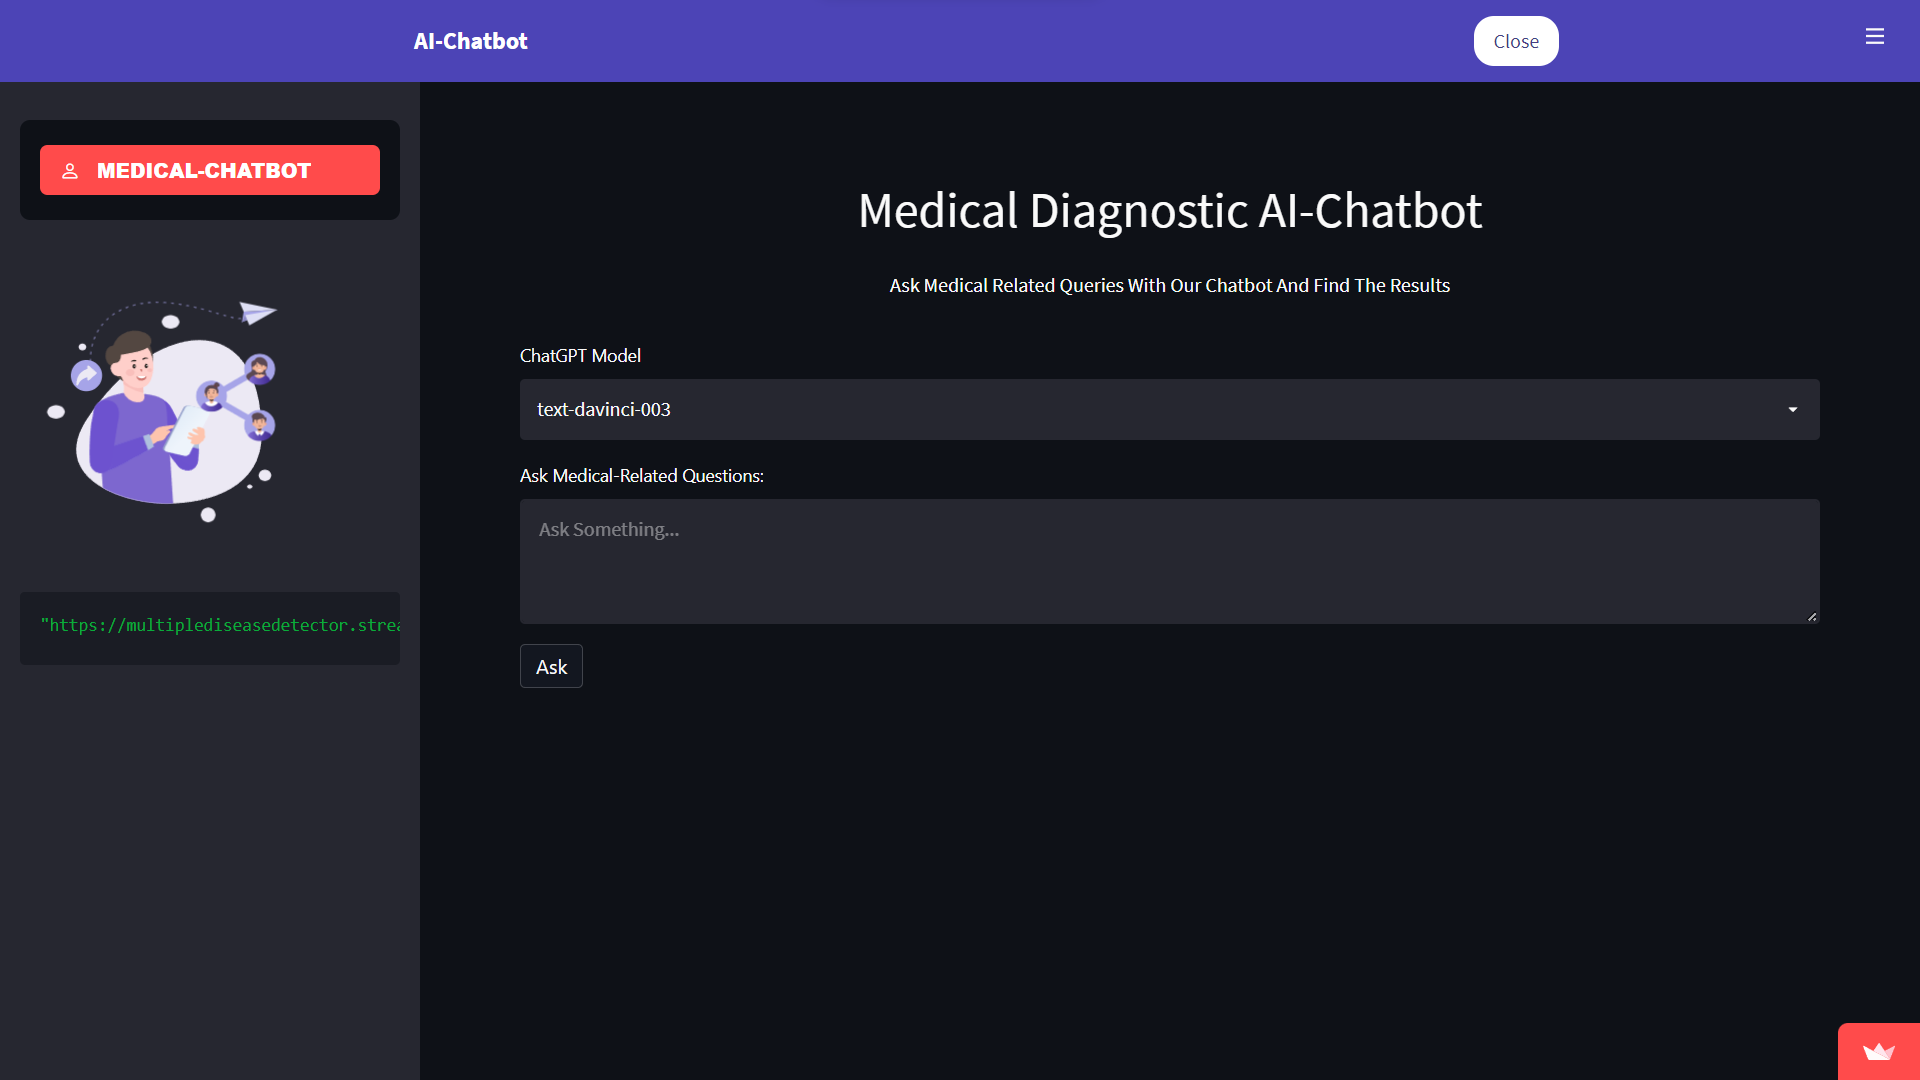 AI-Chatbot
Close
MEDICAL-CHATBOT
"https://multiplediseasedetector.strea
Medical Diagnostic AI-Chatbot
Ask Medical Related Queries With Our Chatbot And Find The Results
ChatGPT Model
text-davinci-003
Ask Medical-Related Questions:
Ask Something...
Ask